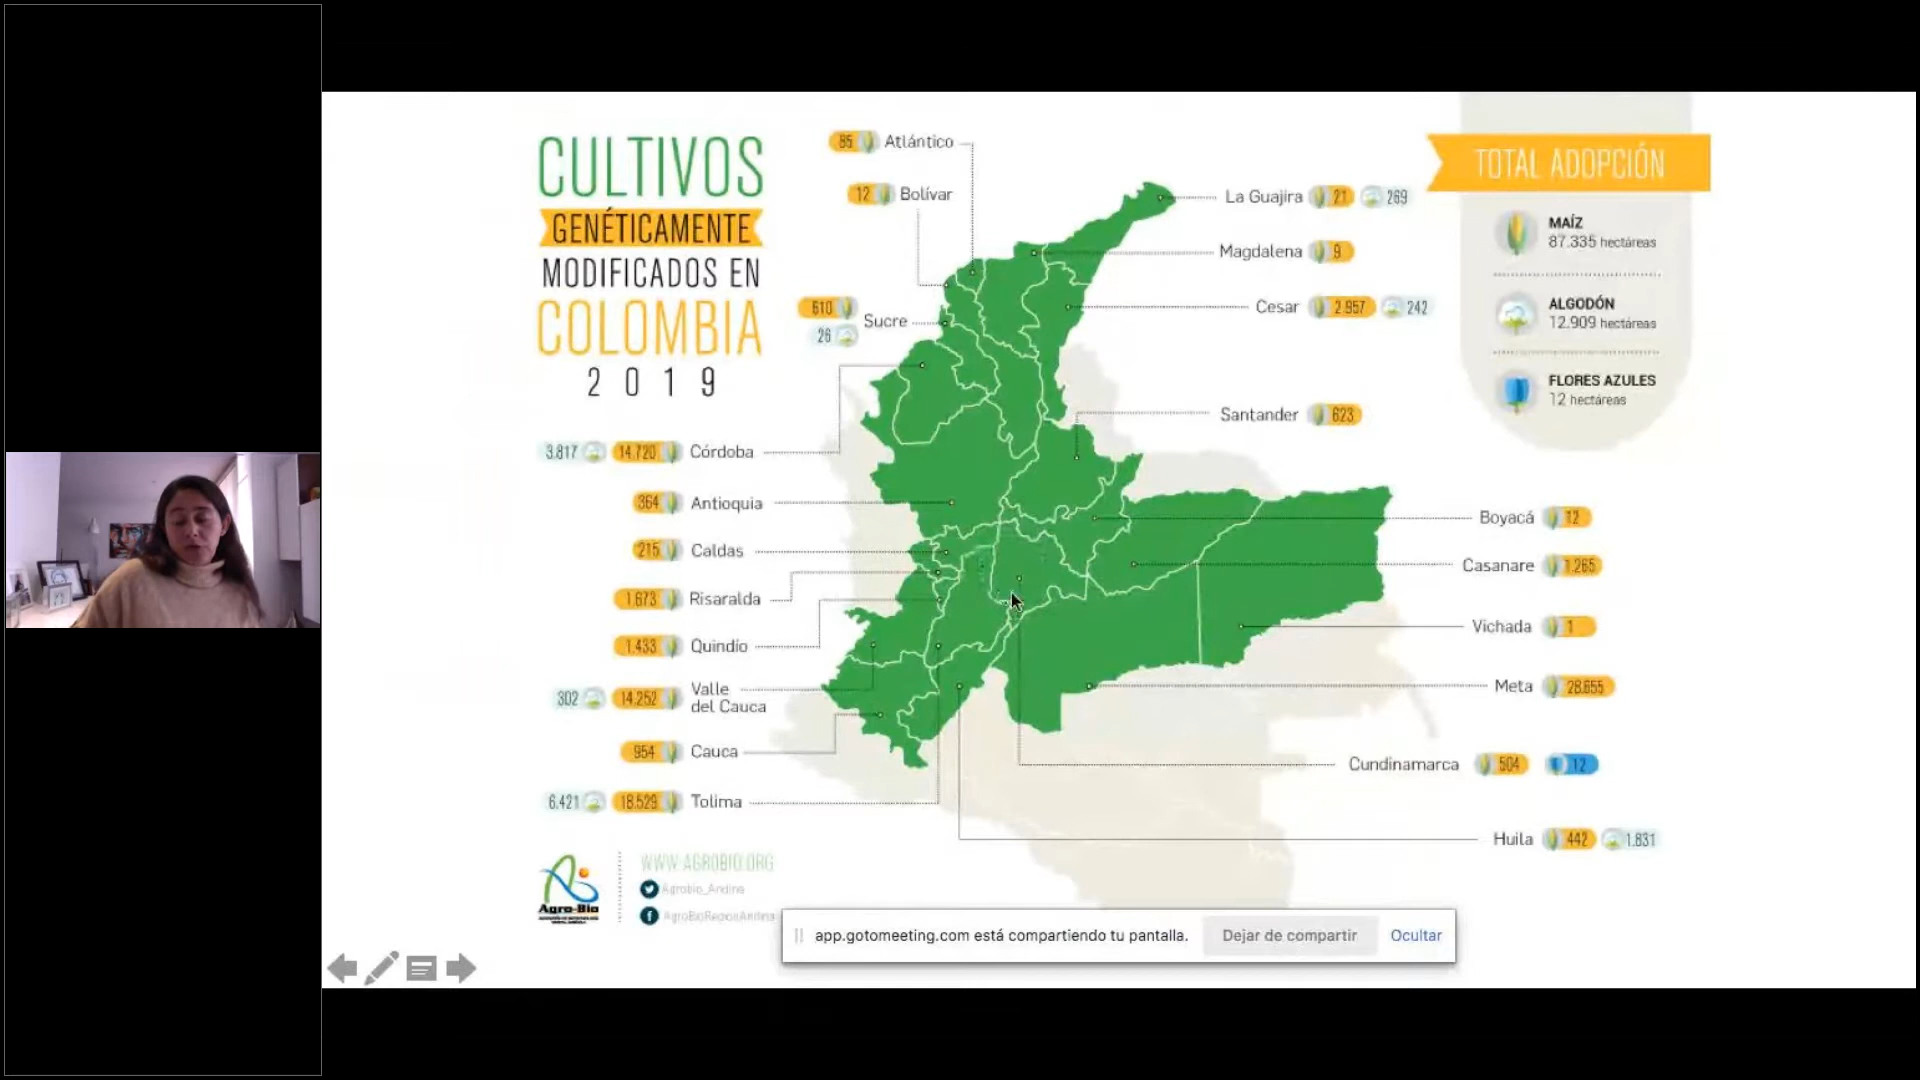 CULTIVOS
GENÉTICAMENTE
MODIFICADOS EN
COLOMBIA
2019
85 Atlántico
12 Bolívar
610
Sucre
26
3.817 14.720 Córdoba
364 Antioquia
215 Caldas
1.673 Risaralda
1.433 Quindío
302 14.252 Valle
del Cauca
954 Cauca
6.421 18.529 Tolima
La Guajira 21 269
Magdalena 9
Cesar 2.957 242
Santander 623
Boyacá 12
Casanare 1.265
Vichada 1
Meta 28.655
Cundinamarca 504 12
Huila 442 1.831
TOTAL ADOPCIÓN
MAÍZ
87.335 hectáreas
ALGODÓN
12.909 hectáreas
FLORES AZULES
12 hectáreas
Agro-Bio
WWW.AGROBIO.ORG
Agrobio_Andina
AgroBioRegionAndina
app.gotomeeting.com está compartiendo tu pantalla.
Dejar de compartir
Ocultar